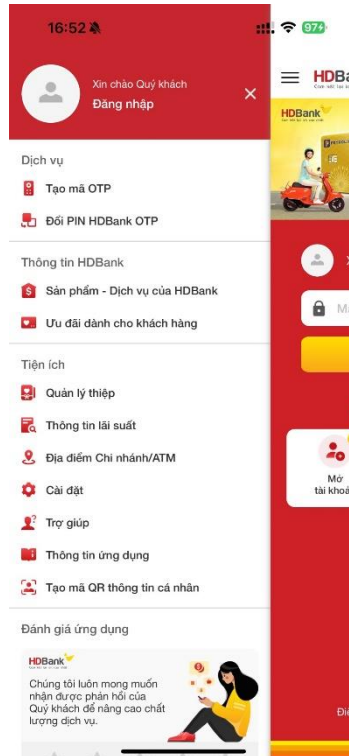 16:52
97
Xin chào Quý khách
Đăng nhập
Dịch vụ
Tạo mã OTP
Đổi PIN HDBank OTP
Thông tin HDBank
Sản phẩm - Dịch vụ của HDBank
Ưu đãi dành cho khách hàng
Tiện ích
Quản lý thiệp
Thông tin lãi suất
Địa điểm Chi nhánh/ATM
Cài đặt
Trợ giúp
Thông tin ứng dụng
Tạo mã QR thông tin cá nhân
Đánh giá ứng dụng
HDBank
Chúng tôi luôn mong muốn
nhận được phản hồi của
Quý khách để nâng cao chất
lượng dịch vụ.
HDBa
HDBank
X
Mậ
Mở
tài khoả
Điề